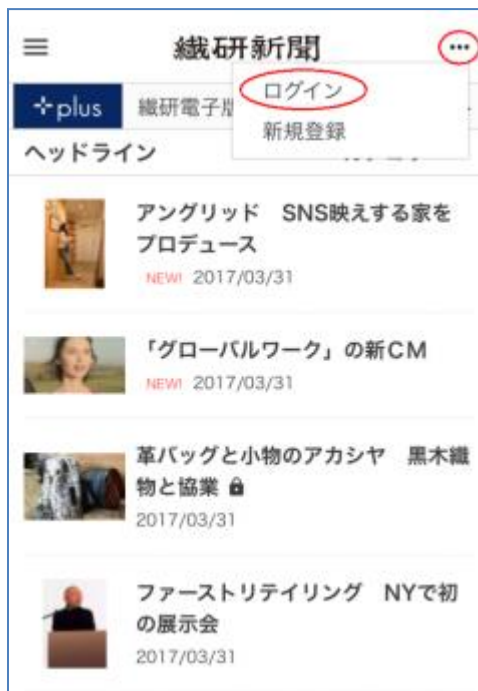 繊研新聞
ログイン
新規登録
plus
繊研電子版
ヘッドライン
アングリッド　SNS映えする家を
プロデュース
NEW! 2017/03/31
「グローバルワーク」の新CM
NEW! 2017/03/31
革バッグと小物のアカシヤ　黒木織
物と協業
2017/03/31
ファーストリテイリング　NYで初
の展示会
2017/03/31